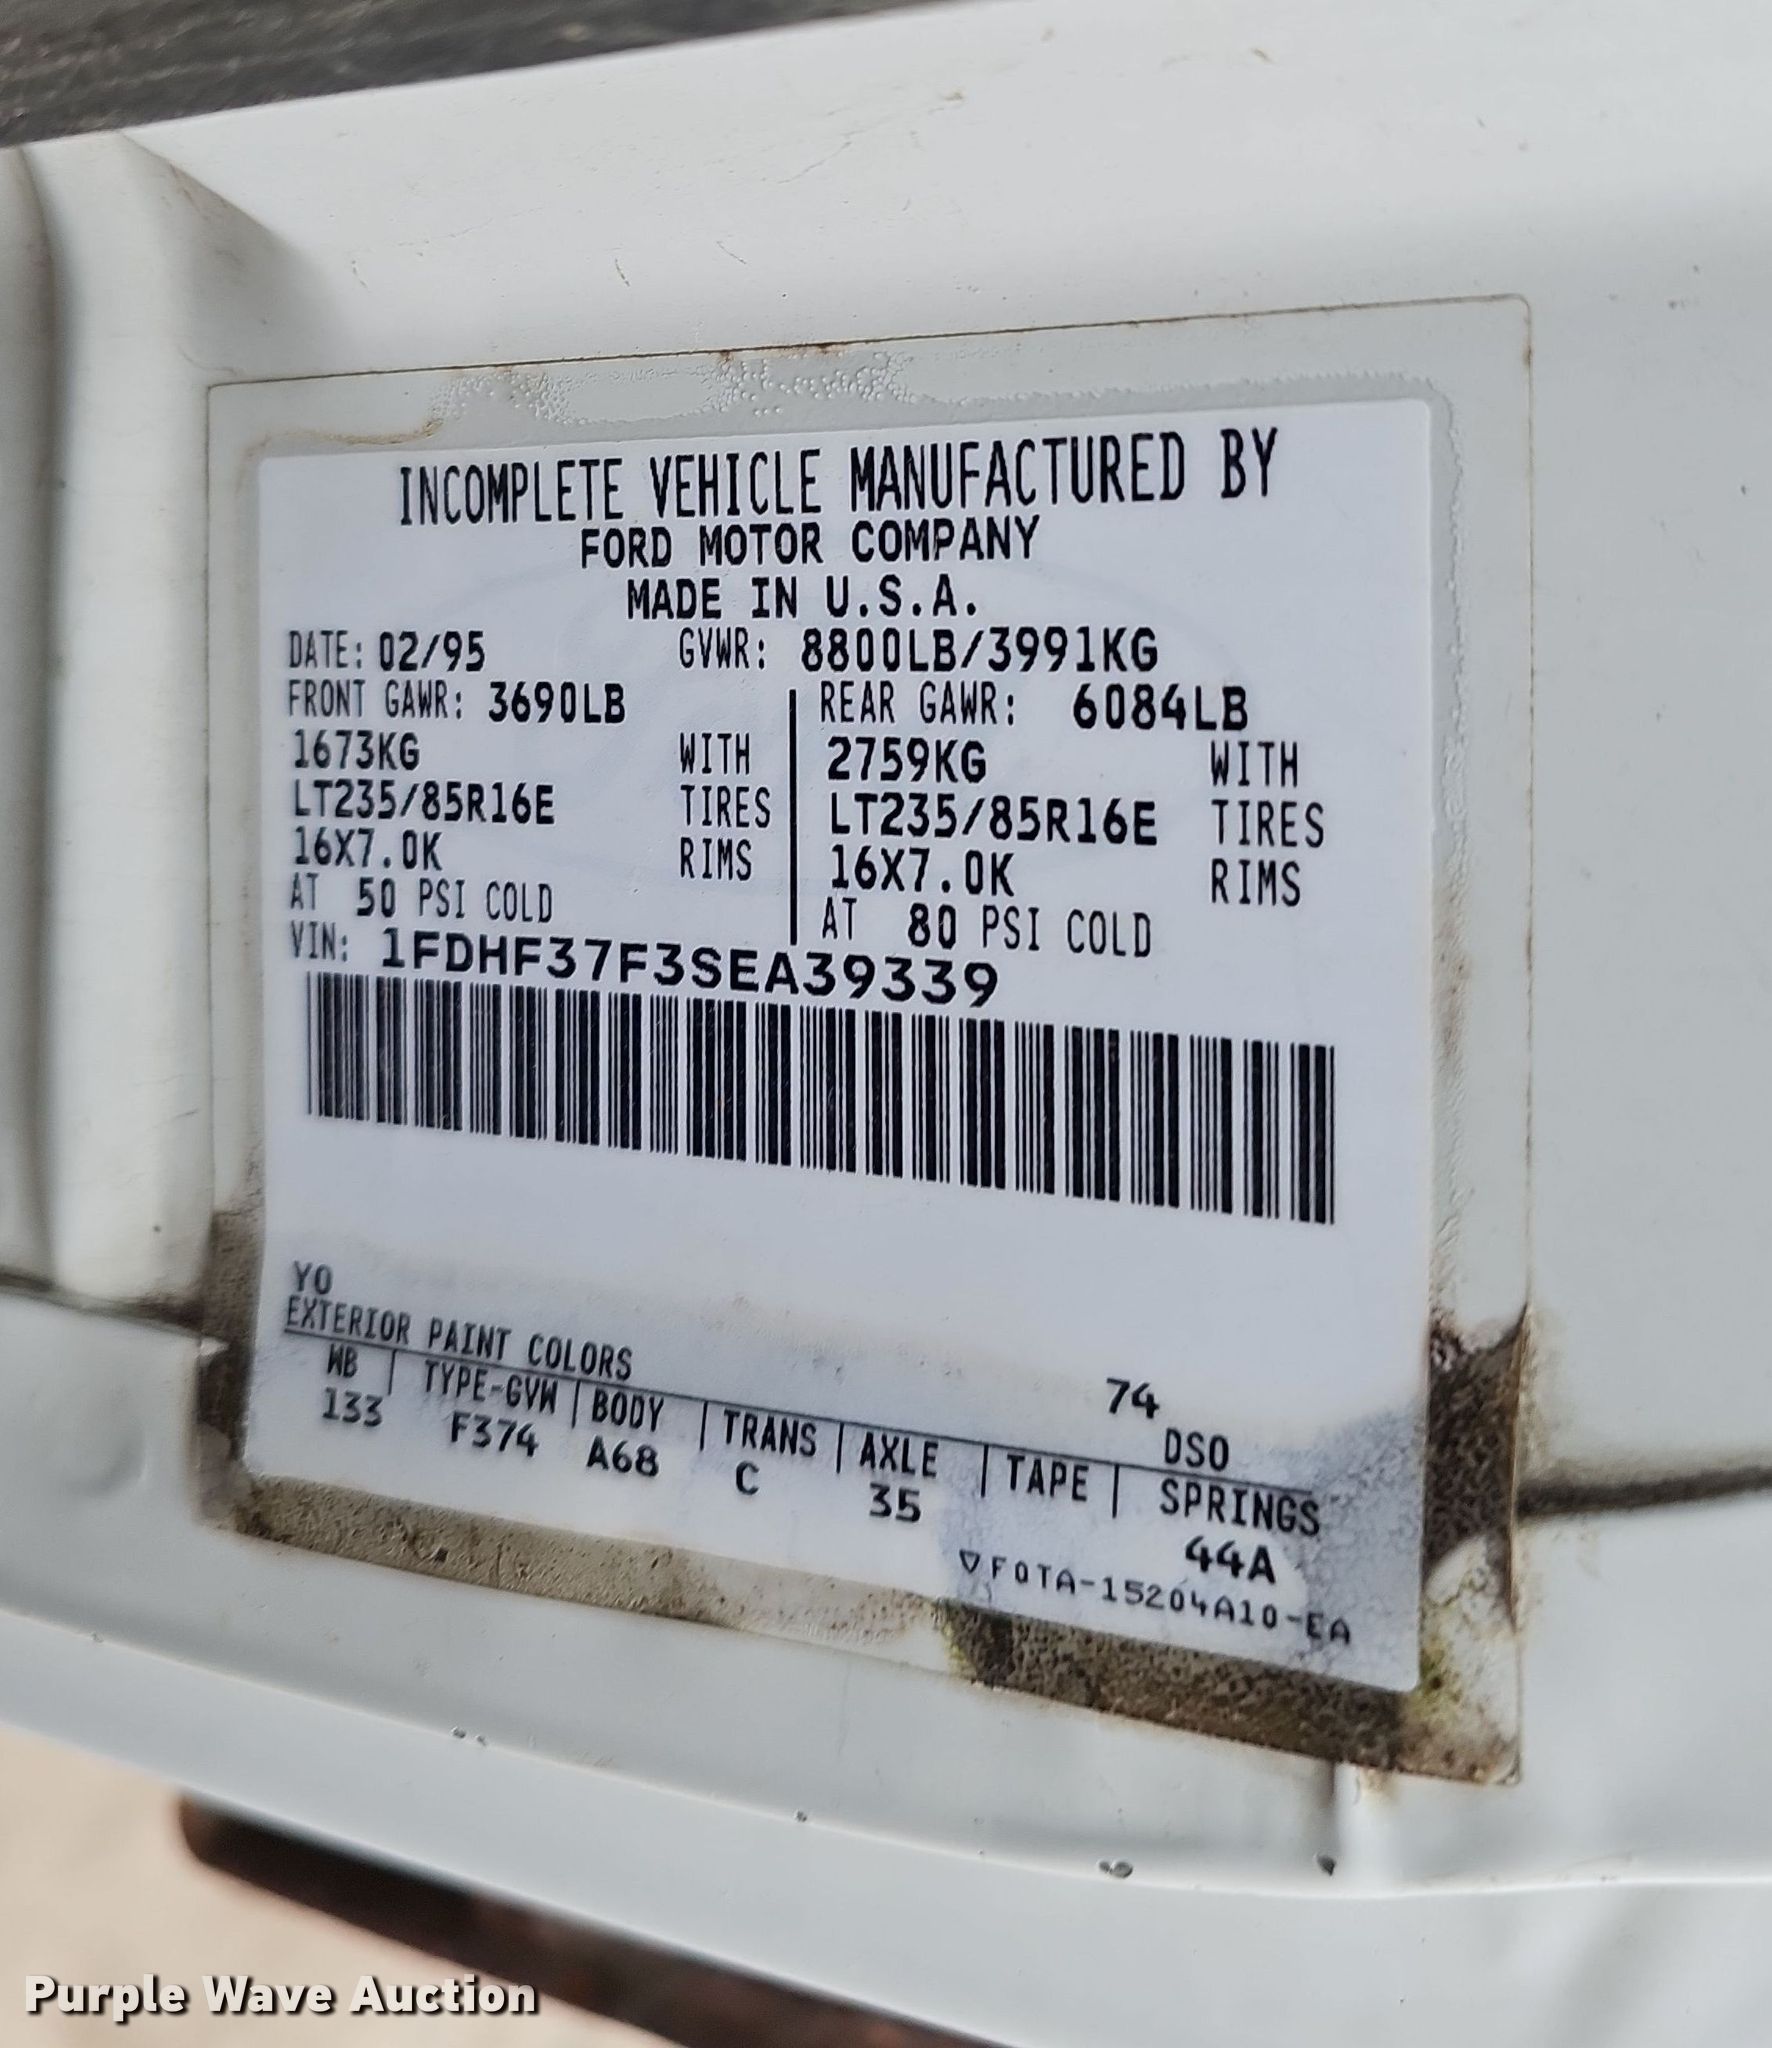 INCOMPLETE VEHICLE MANUFACTURED BY
FORD MOTOR COMPANY
MADE IN U.S.A.
DATE: 02/95 GVWR: 8800LB/3991KG
FRONT GAWR: 3690LB
1673KG WITH
LT235/85R16E TIRES
16X7.0K RIMS
AT 50 PSI COLD
REAR GAWR: 6084LB
2759KG WITH
LT235/85R16E TIRES
16X7.0K RIMS
AT 80 PSI COLD
VIN: 1FDHF37F3SEA39339
YO
EXTERIOR PAINT COLORS 74 DSO
WB | TYPE-GVW | BODY | TRANS | AXLE | TAPE | SPRINGS
133 F374 A68 C 35 44A
▽F0TA-15204A10-EA
Purple Wave Auction